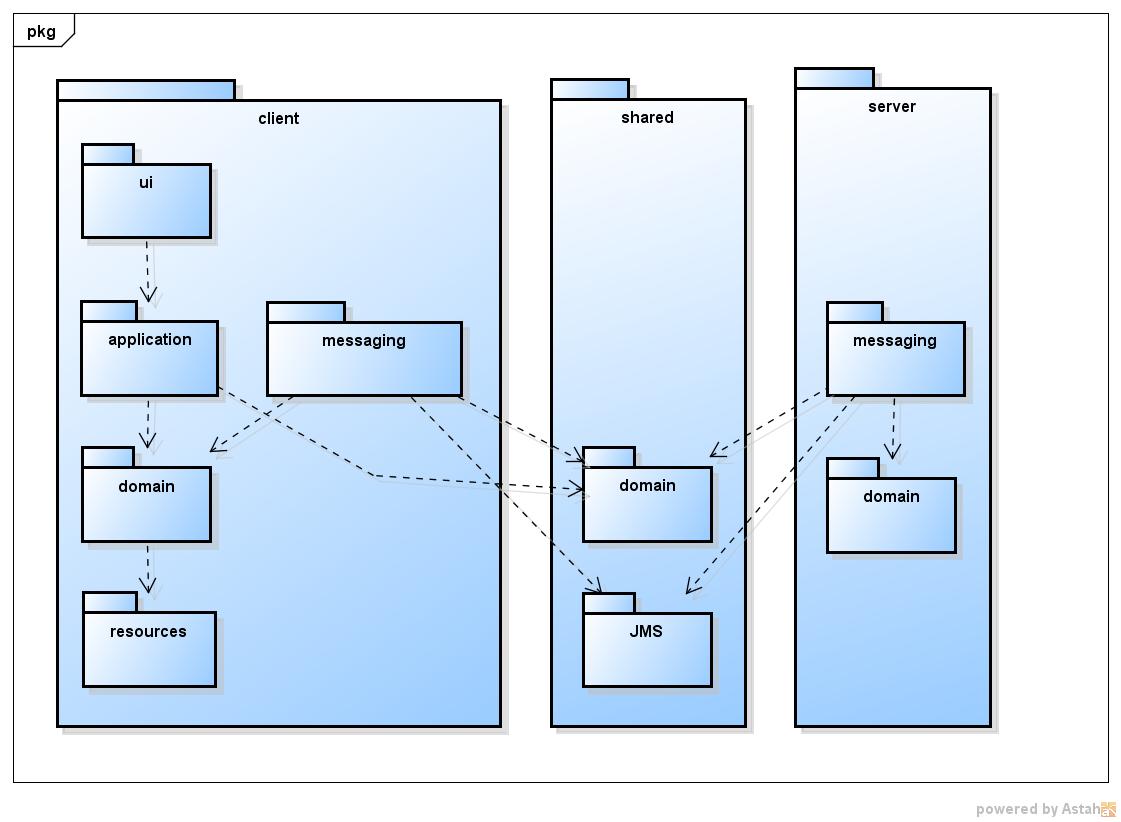 pkg
client
shared
server
ui
application
messaging
messaging
domain
domain
domain
resources
JMS
powered by Astah